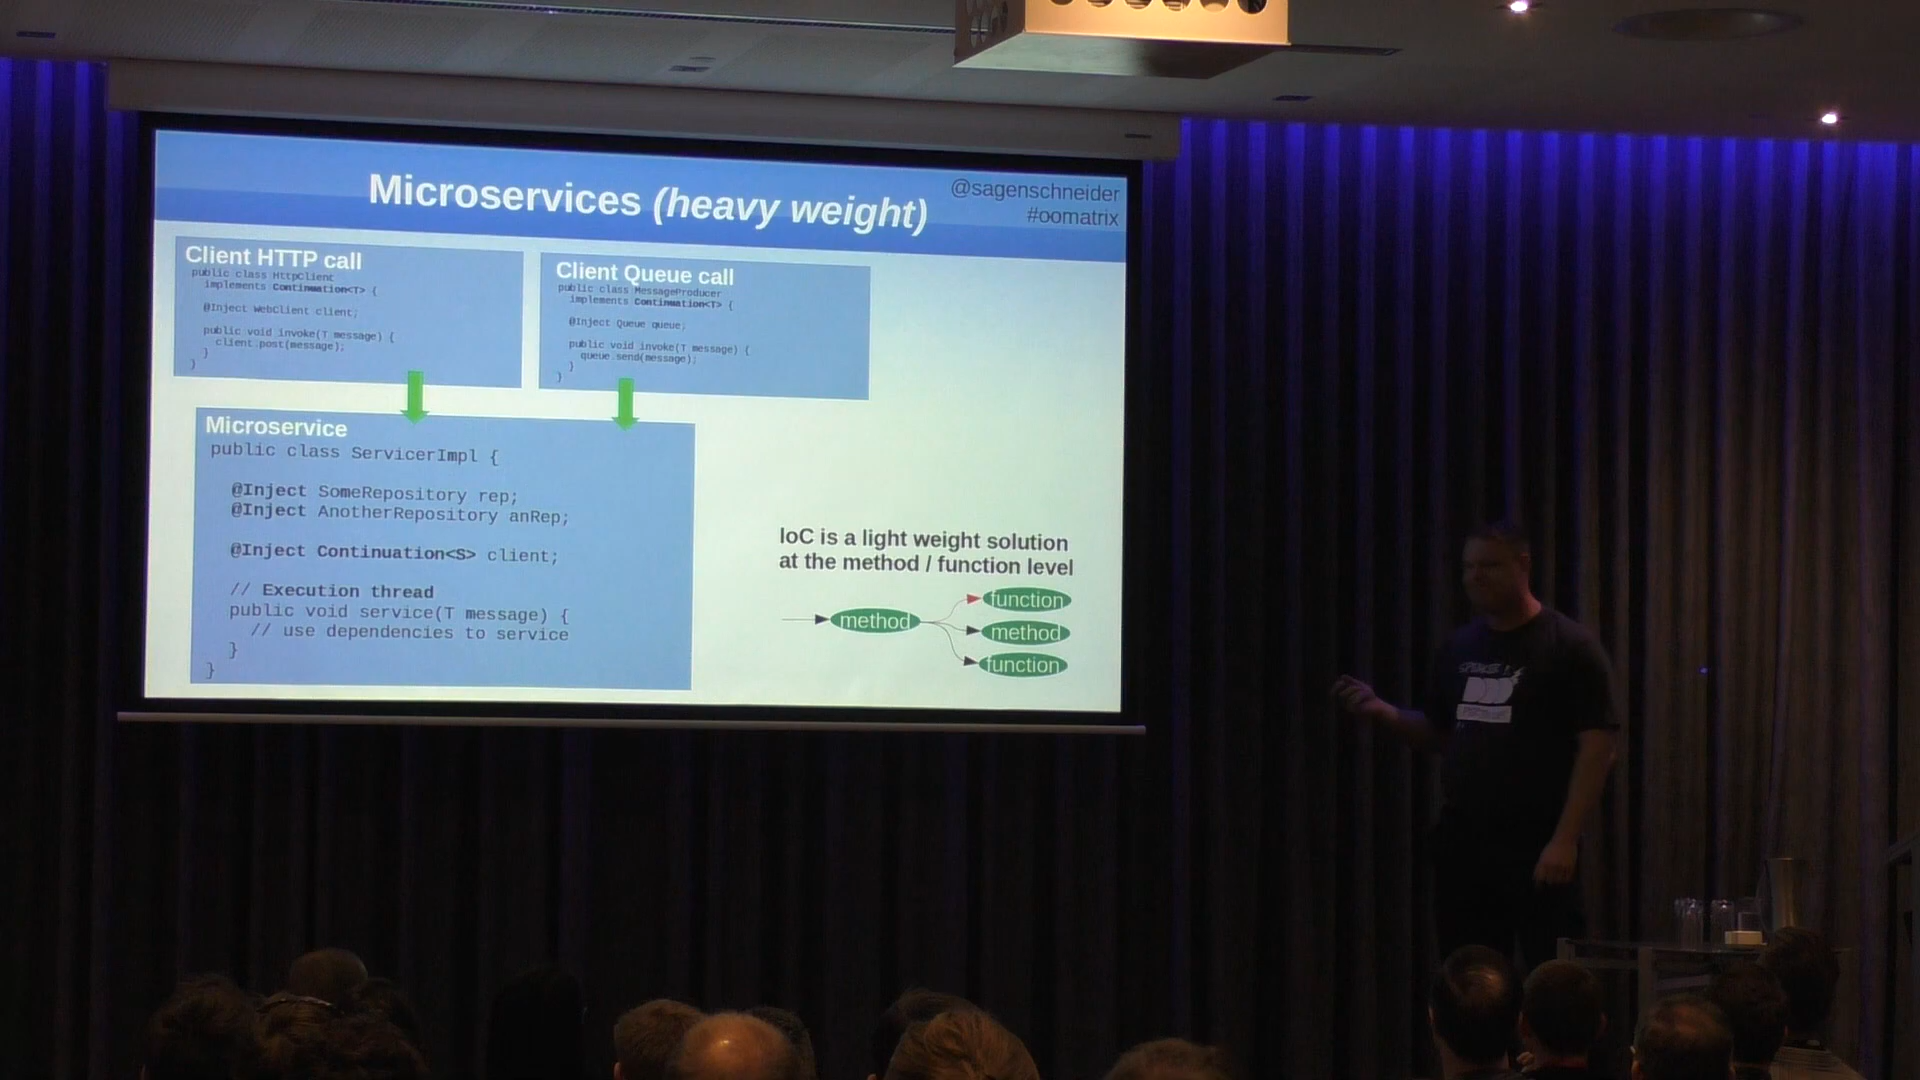 Microservices (heavy weight)
@sagenschneider
#oomatrix
Client HTTP call
public class HttpClient
implements Continuation<T> {
@Inject WebClient client;
public void invoke(T message) {
client.post(message);
}
}
Client Queue call
public class MessageProducer
implements Continuation<T> {
@Inject Queue queue;
public void invoke(T message) {
queue.send(message);
}
}
Microservice
public class ServicerImpl {
@Inject SomeRepository rep;
@Inject AnotherRepository anRep;
@Inject Continuation<S> client;
// Execution thread
public void service(T message) {
// use dependencies to service
}
}
IoC is a light weight solution
at the method / function level
function
method
method
function